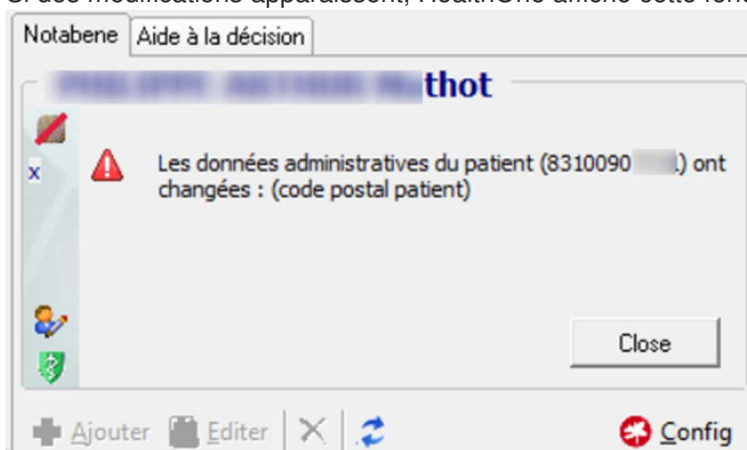 Notabene Aide à la décision
thot
x
Les données administratives du patient (8310090 .) ont
changées : (code postal patient)
Close
Ajouter Editer Config